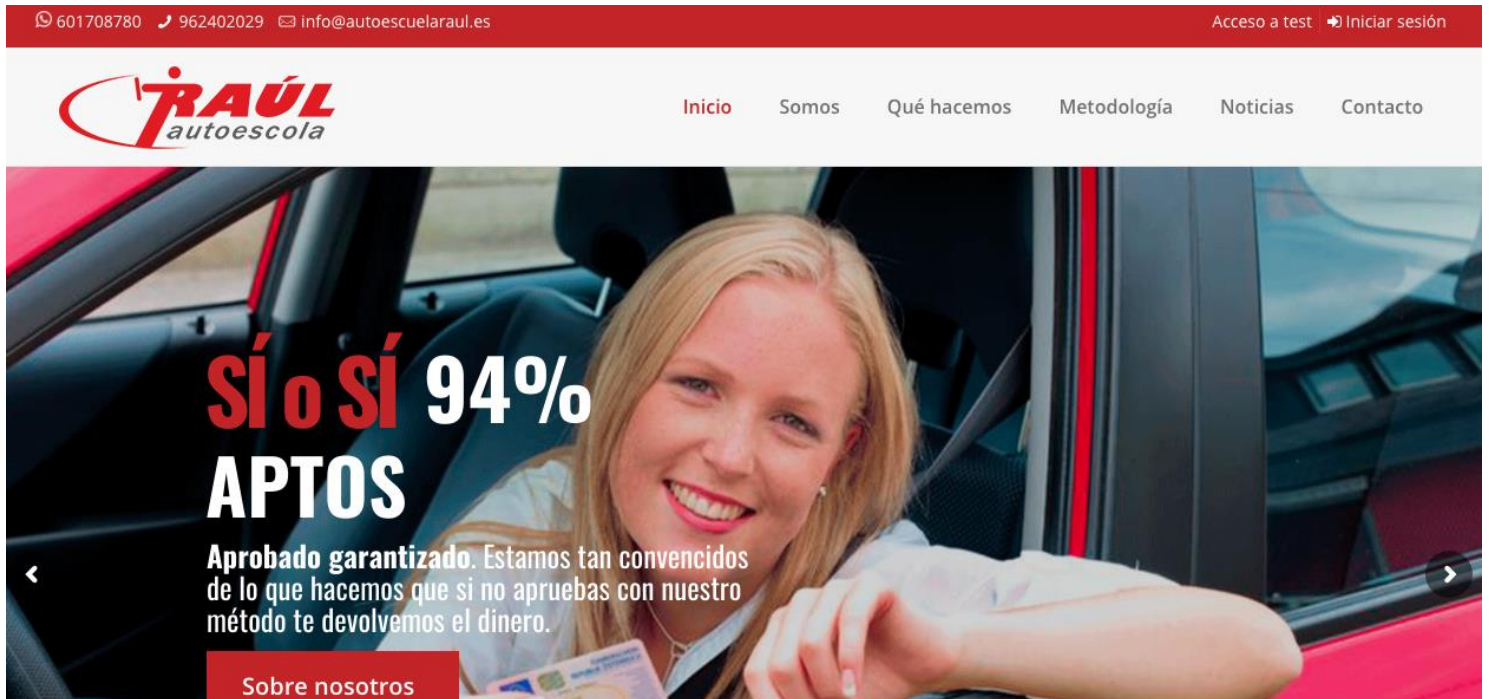 601708780 962402029 info@autoescuelaraul.es Acceso a test Iniciar sesión
RAÚL
autoescola
Inicio Somos Qué hacemos Metodología Noticias Contacto
SÍ o SÍ 94%
APTOS
Aprobado garantizado. Estamos tan convencidos
de lo que hacemos que si no apruebas con nuestro
método te devolvemos el dinero.
Sobre nosotros